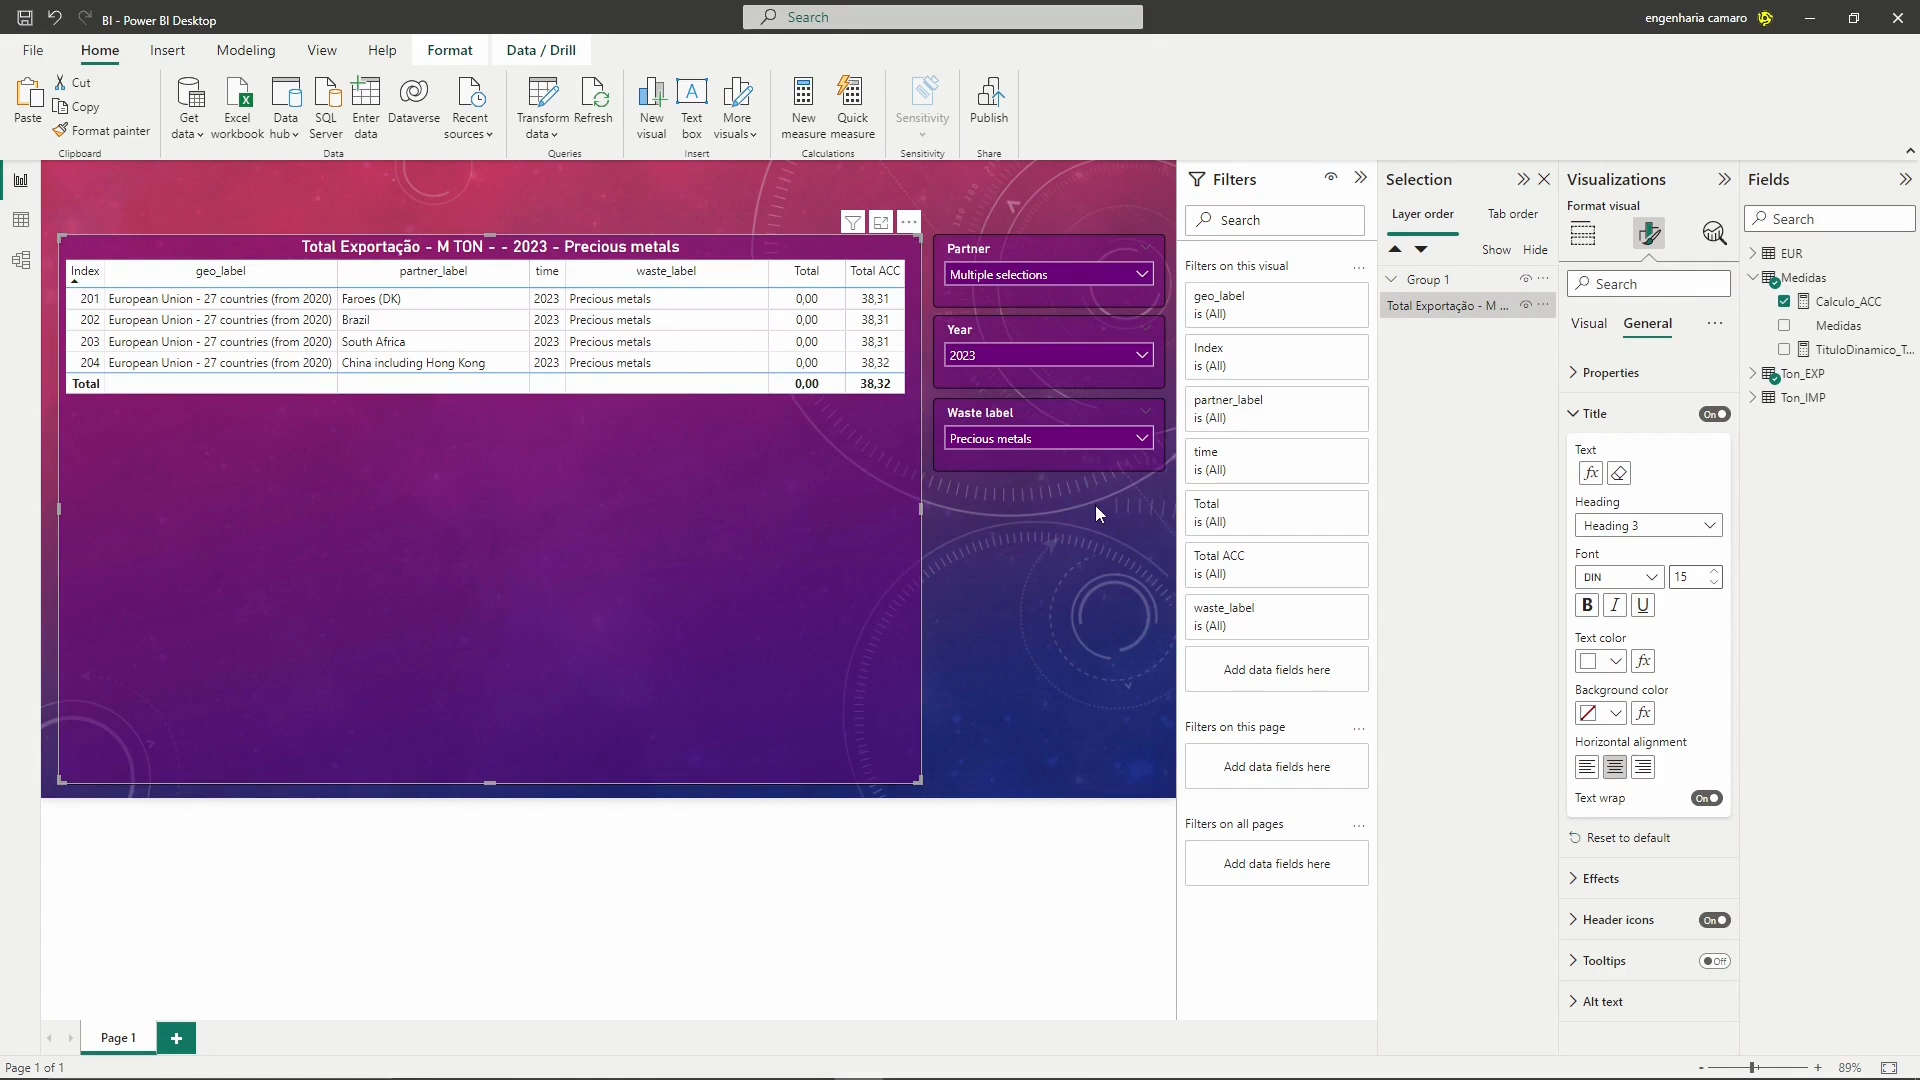 BI - Power BI Desktop
Search
engenharia camaro
File Home Insert Modeling View Help Format Data / Drill
Paste
Cut
Copy
Format painter
Clipboard
Get data
Excel workbook
Data hub
SQL Server
Enter data
Dataverse
Recent sources
Data
Transform data
Refresh
Queries
New visual
Text box
More visuals
Insert
New measure
Quick measure
Calculations
Sensitivity
Sensitivity
Publish
Share
Total Exportação - M TON - - 2023 - Precious metals
Index geo_label partner_label time waste_label Total Total ACC
201 European Union - 27 countries (from 2020) Faroes (DK) 2023 Precious metals 0,00 38,31
202 European Union - 27 countries (from 2020) Brazil 2023 Precious metals 0,00 38,31
203 European Union - 27 countries (from 2020) South Africa 2023 Precious metals 0,00 38,31
204 European Union - 27 countries (from 2020) China including Hong Kong 2023 Precious metals 0,00 38,32
Total 0,00 38,32
Partner
Multiple selections
Year
2023
Waste label
Precious metals
Filters
Search
Filters on this visual
geo_label
is (All)
Index
is (All)
partner_label
is (All)
time
is (All)
Total
is (All)
Total ACC
is (All)
waste_label
is (All)
Add data fields here
Filters on this page
Add data fields here
Filters on all pages
Add data fields here
Selection
Layer order Tab order
Show Hide
Group 1
Total Exportação - M ...
Visualizations
Format visual
Search
Visual General
Properties
Title On
Text
fx
Heading
Heading 3
Font
DIN 15
B I U
Text color
fx
Background color
fx
Horizontal alignment
Text wrap On
Reset to default
Effects
Header icons On
Tooltips Off
Alt text
Fields
Search
EUR
Medidas
Calculo_ACC
Medidas
TituloDinamico_T...
Ton_EXP
Ton_IMP
Page 1
Page 1 of 1
- + 89%